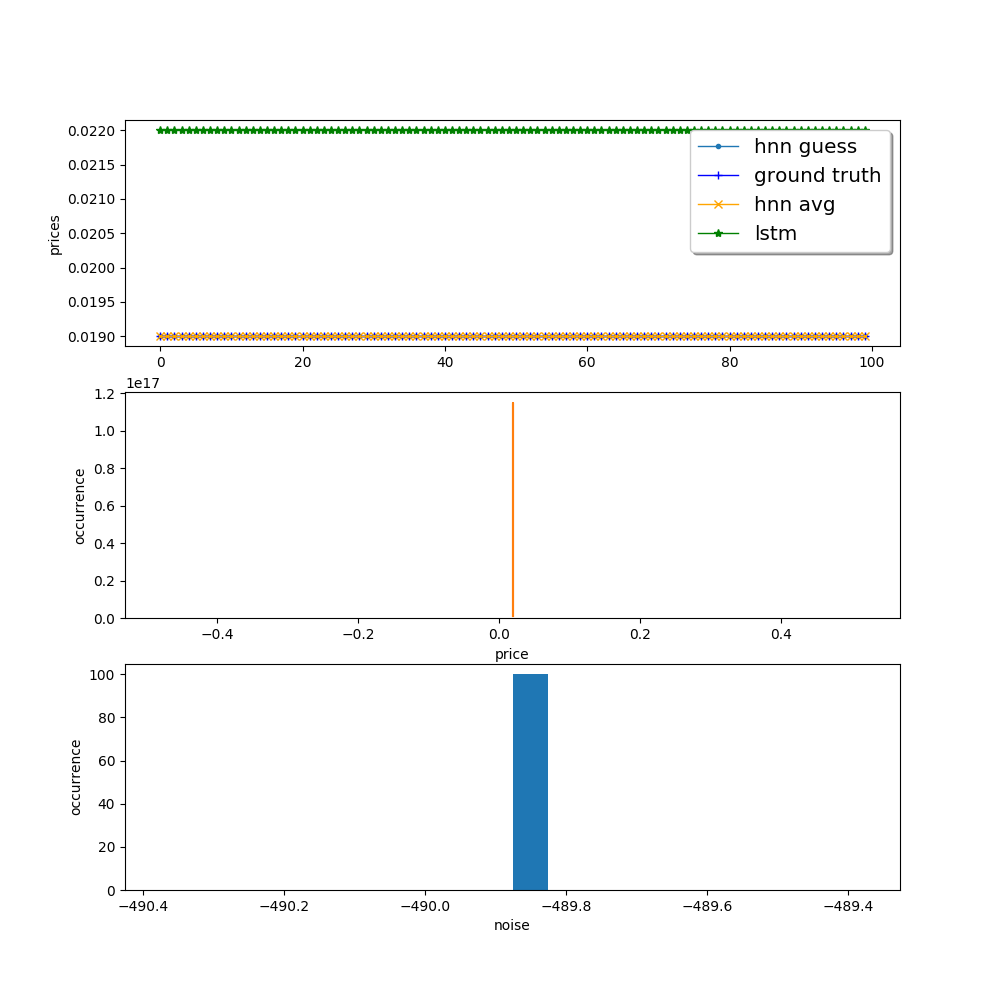 0.0220
0.0215
0.0210
0.0205
0.0200
0.0195
0.0190
prices
hnn guess
ground truth
hnn avg
lstm
0 20 40 60 80 100
1e17
1.2
1.0
0.8
0.6
0.4
0.2
0.0
occurrence
−0.4 −0.2 0.0 0.2 0.4
price
100
80
60
40
20
0
occurrence
−490.4 −490.2 −490.0 −489.8 −489.6 −489.4
noise